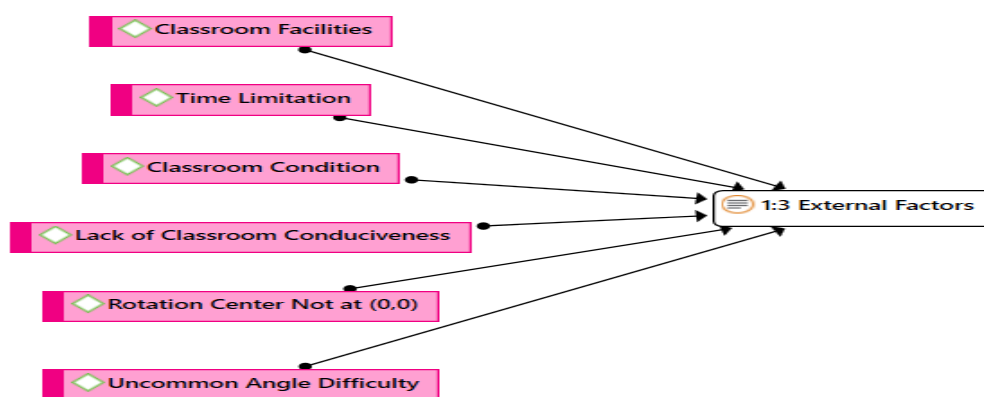 Classroom Facilities
Time Limitation
Classroom Condition
1:3 External Factors
Lack of Classroom Conduciveness
Rotation Center Not at (0,0)
Uncommon Angle Difficulty